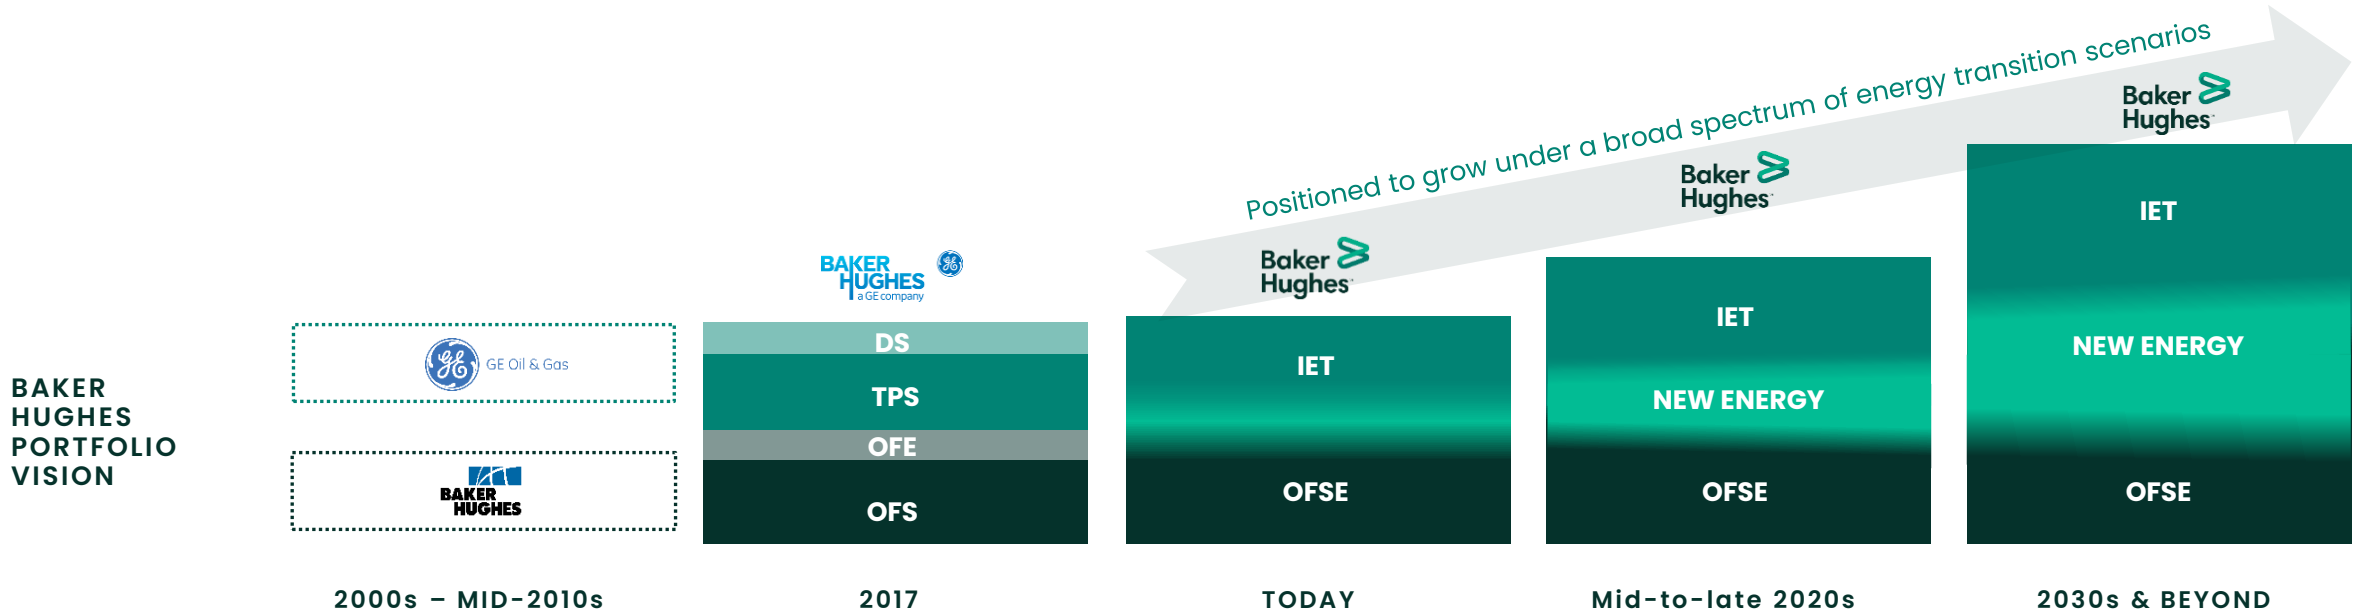 Positioned to grow under a broad spectrum of energy transition scenarios
Baker
Hughes
Baker
Hughes
Baker
Hughes
BAKER
HUGHES
a GE company
GE
BAKER
HUGHES
PORTFOLIO
VISION
GE
GE Oil & Gas
BAKER
HUGHES
DS
TPS
OFE
OFS
IET
OFSE
IET
NEW ENERGY
OFSE
IET
NEW ENERGY
OFSE
2000s – MID-2010s
2017
TODAY
Mid-to-late 2020s
2030s & BEYOND